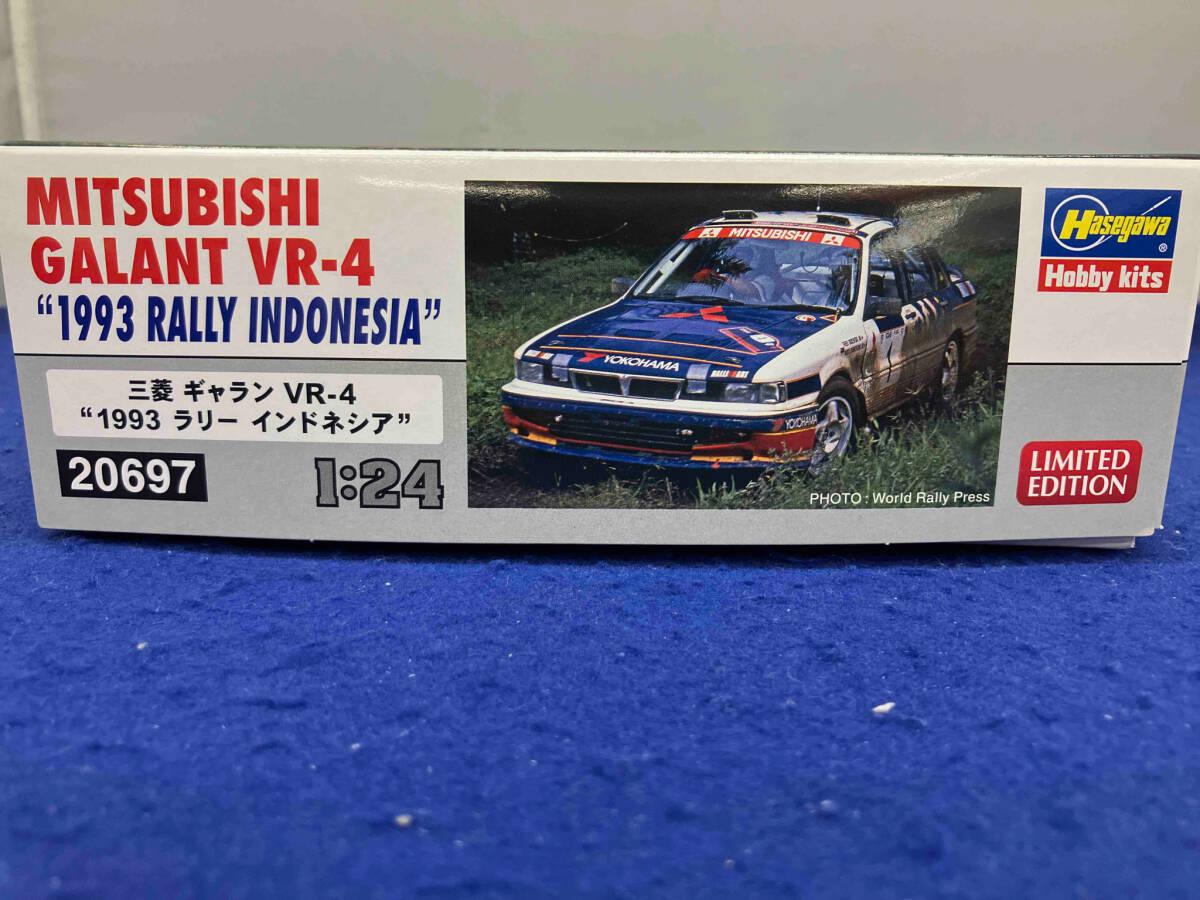 MITSUBISHI
GALANT VR-4
“1993 RALLY INDONESIA”
三菱 ギャラン VR-4
“1993 ラリー インドネシア”
20697
1:24
MITSUBISHI
YOKOHAMA
RALLIART
YOKOHAMA
PHOTO : World Rally Press
Hasegawa
®
Hobby kits
LIMITED
EDITION